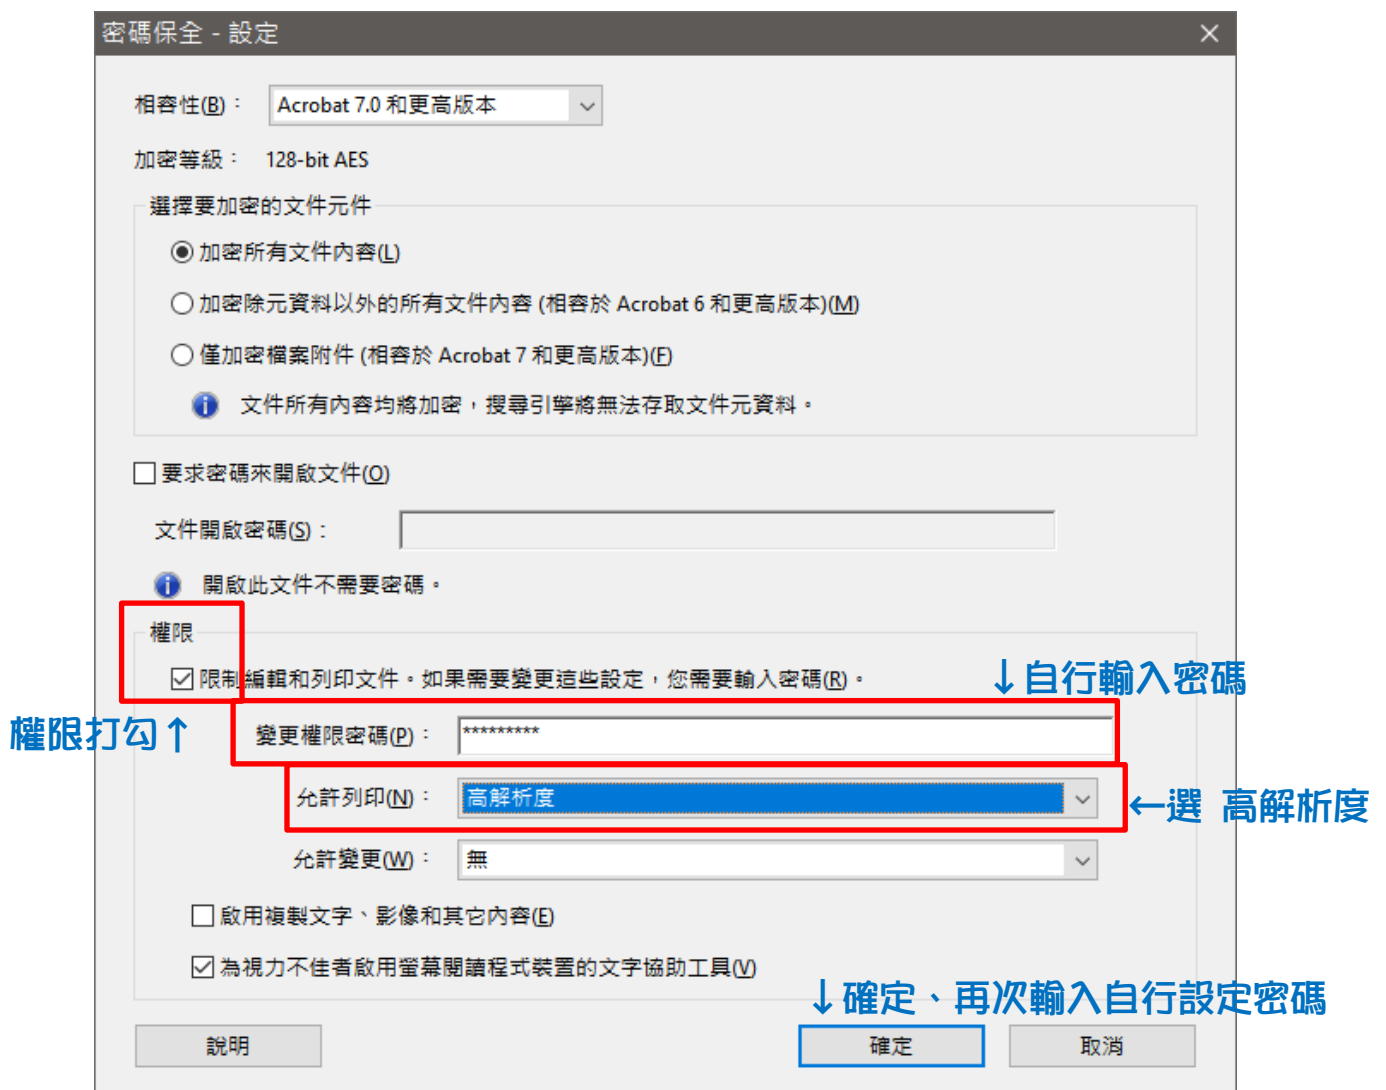 密碼保全 - 設定
相容性(B)：
Acrobat 7.0 和更高版本
加密等級： 128-bit AES
選擇要加密的文件元件
加密所有文件內容(L)
加密除元資料以外的所有文件內容 (相容於 Acrobat 6 和更高版本)(M)
僅加密檔案附件 (相容於 Acrobat 7 和更高版本)(F)
文件所有內容均將加密，搜尋引擎將無法存取文件元資料。
要求密碼來開啟文件(O)
文件開啟密碼(S)：
開啟此文件不需要密碼。
權限
限制編輯和列印文件。如果需要變更這些設定，您需要輸入密碼(R)。
↓自行輸入密碼
權限打勾↑
變更權限密碼(P)： *********
允許列印(N)： 高解析度
←選 高解析度
允許變更(W)： 無
啟用複製文字、影像和其它內容(E)
為視力不佳者啟用螢幕閱讀程式裝置的文字協助工具(V)
↓確定、再次輸入自行設定密碼
說明
確定
取消